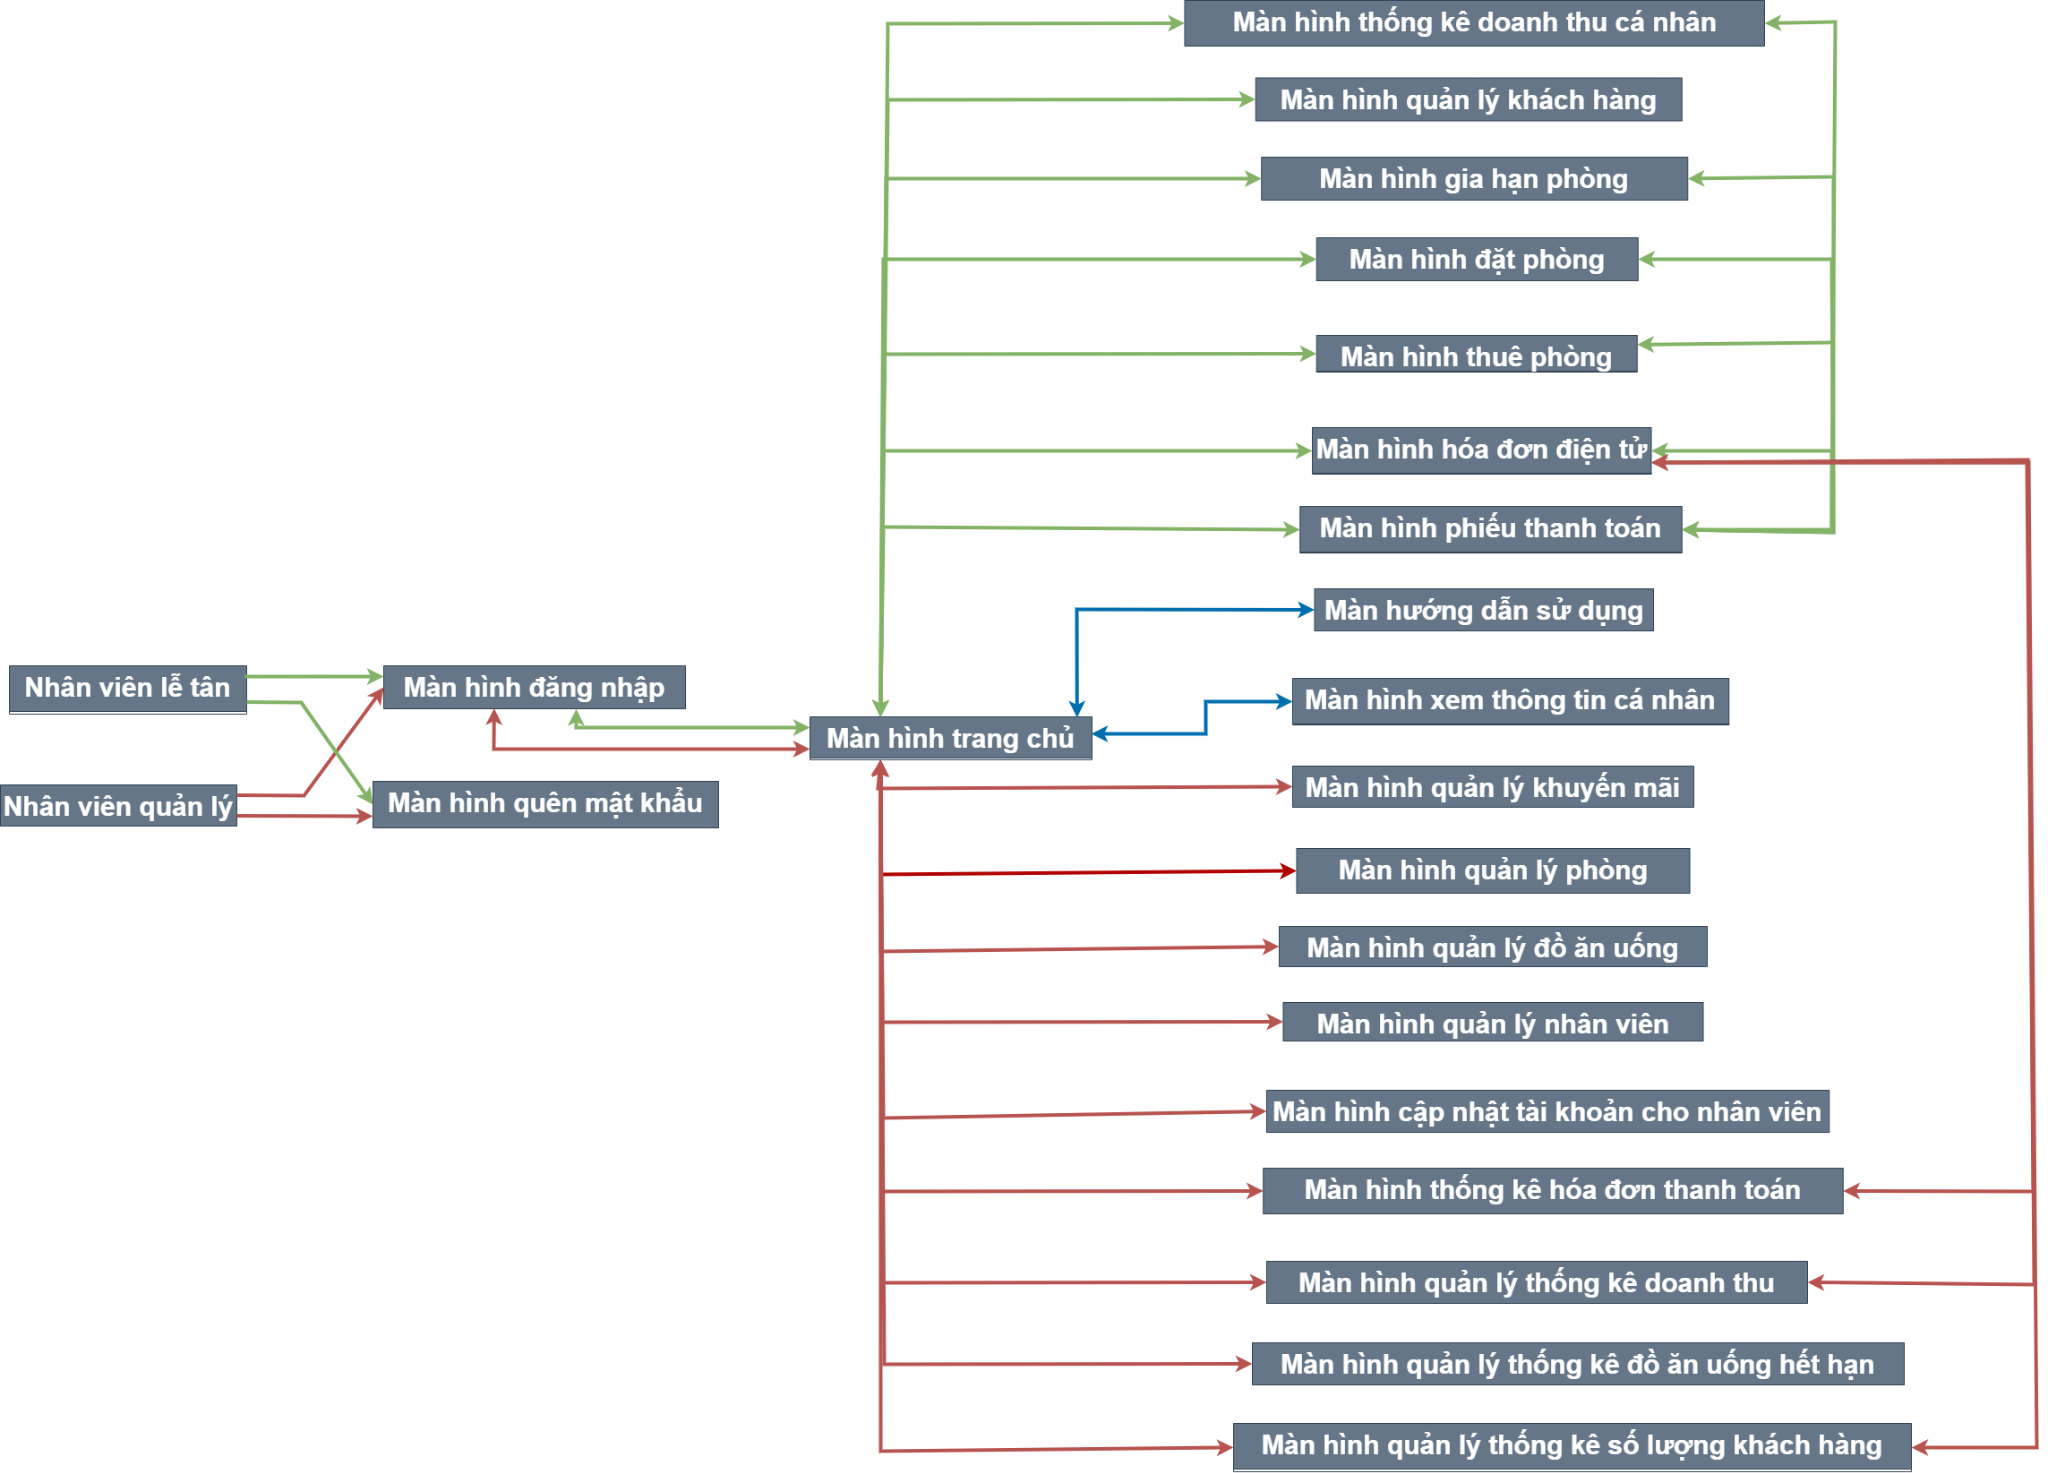 Nhân viên lễ tân
Nhân viên quản lý
Màn hình đăng nhập
Màn hình quên mật khẩu
Màn hình trang chủ
Màn hình thống kê doanh thu cá nhân
Màn hình quản lý khách hàng
Màn hình gia hạn phòng
Màn hình đặt phòng
Màn hình thuê phòng
Màn hình hóa đơn điện tử
Màn hình phiếu thanh toán
Màn hướng dẫn sử dụng
Màn hình xem thông tin cá nhân
Màn hình quản lý khuyến mãi
Màn hình quản lý phòng
Màn hình quản lý đồ ăn uống
Màn hình quản lý nhân viên
Màn hình cập nhật tài khoản cho nhân viên
Màn hình thống kê hóa đơn thanh toán
Màn hình quản lý thống kê doanh thu
Màn hình quản lý thống kê đồ ăn uống hết hạn
Màn hình quản lý thống kê số lượng khách hàng